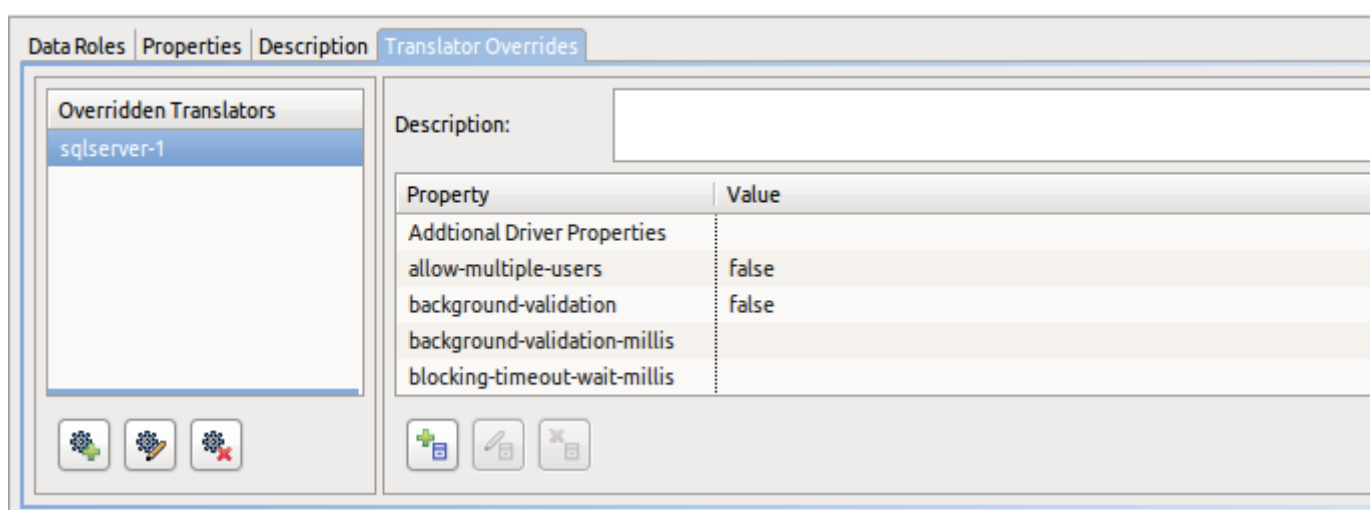 Data Roles Properties Description Translator Overrides
Overridden Translators
sqlserver-1
Description:
Property Value
Addtional Driver Properties
allow-multiple-users false
background-validation false
background-validation-millis
blocking-timeout-wait-millis